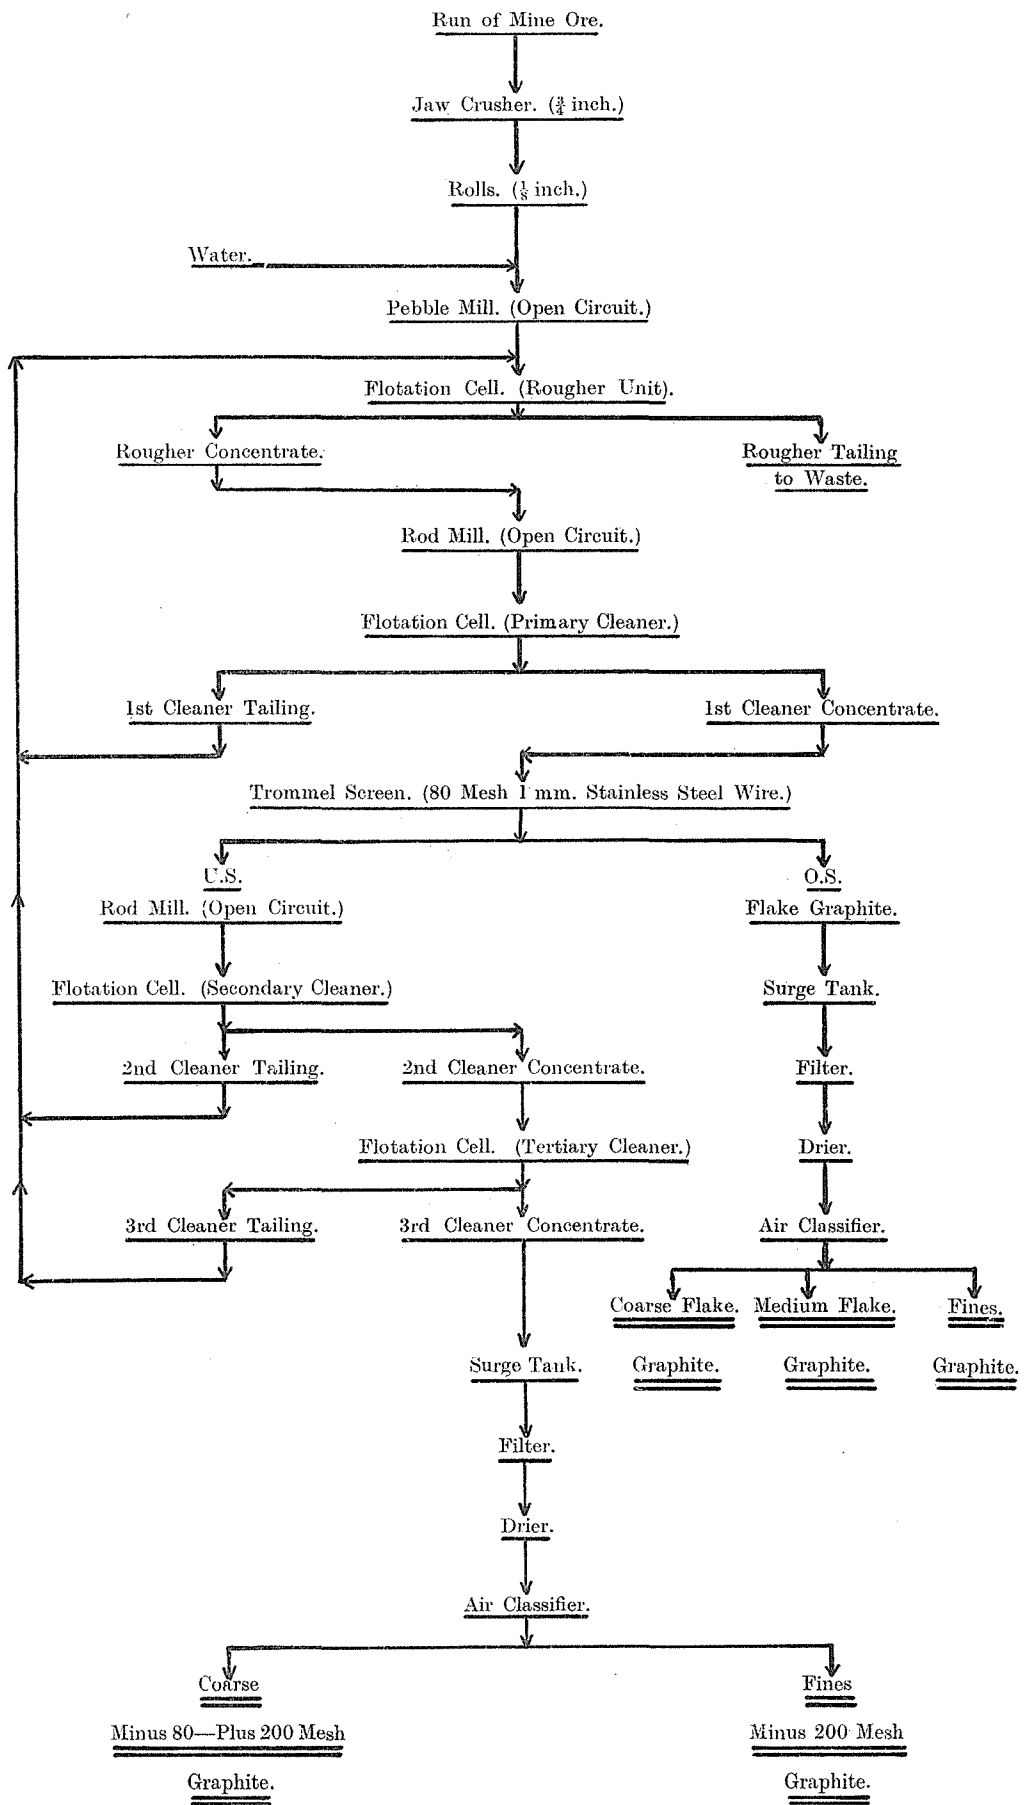 Run of Mine Ore.
Jaw Crusher. (¾ inch.)
Rolls. (⅛ inch.)
Water.
Pebble Mill. (Open Circuit.)
Flotation Cell. (Rougher Unit).
Rougher Concentrate.
Rougher Tailing
to Waste.
Rod Mill. (Open Circuit.)
Flotation Cell. (Primary Cleaner.)
1st Cleaner Tailing.
1st Cleaner Concentrate.
Trommel Screen. (80 Mesh 1 mm. Stainless Steel Wire.)
U.S.
O.S.
Rod Mill. (Open Circuit.)
Flake Graphite.
Flotation Cell. (Secondary Cleaner.)
Surge Tank.
2nd Cleaner Tailing.
2nd Cleaner Concentrate.
Filter.
Flotation Cell. (Tertiary Cleaner.)
Drier.
3rd Cleaner Tailing.
3rd Cleaner Concentrate.
Air Classifier.
Coarse Flake.
Medium Flake.
Fines.
Surge Tank.
Graphite.
Graphite.
Graphite.
Filter.
Drier.
Air Classifier.
Coarse
Fines
Minus 80—Plus 200 Mesh
Minus 200 Mesh
Graphite.
Graphite.